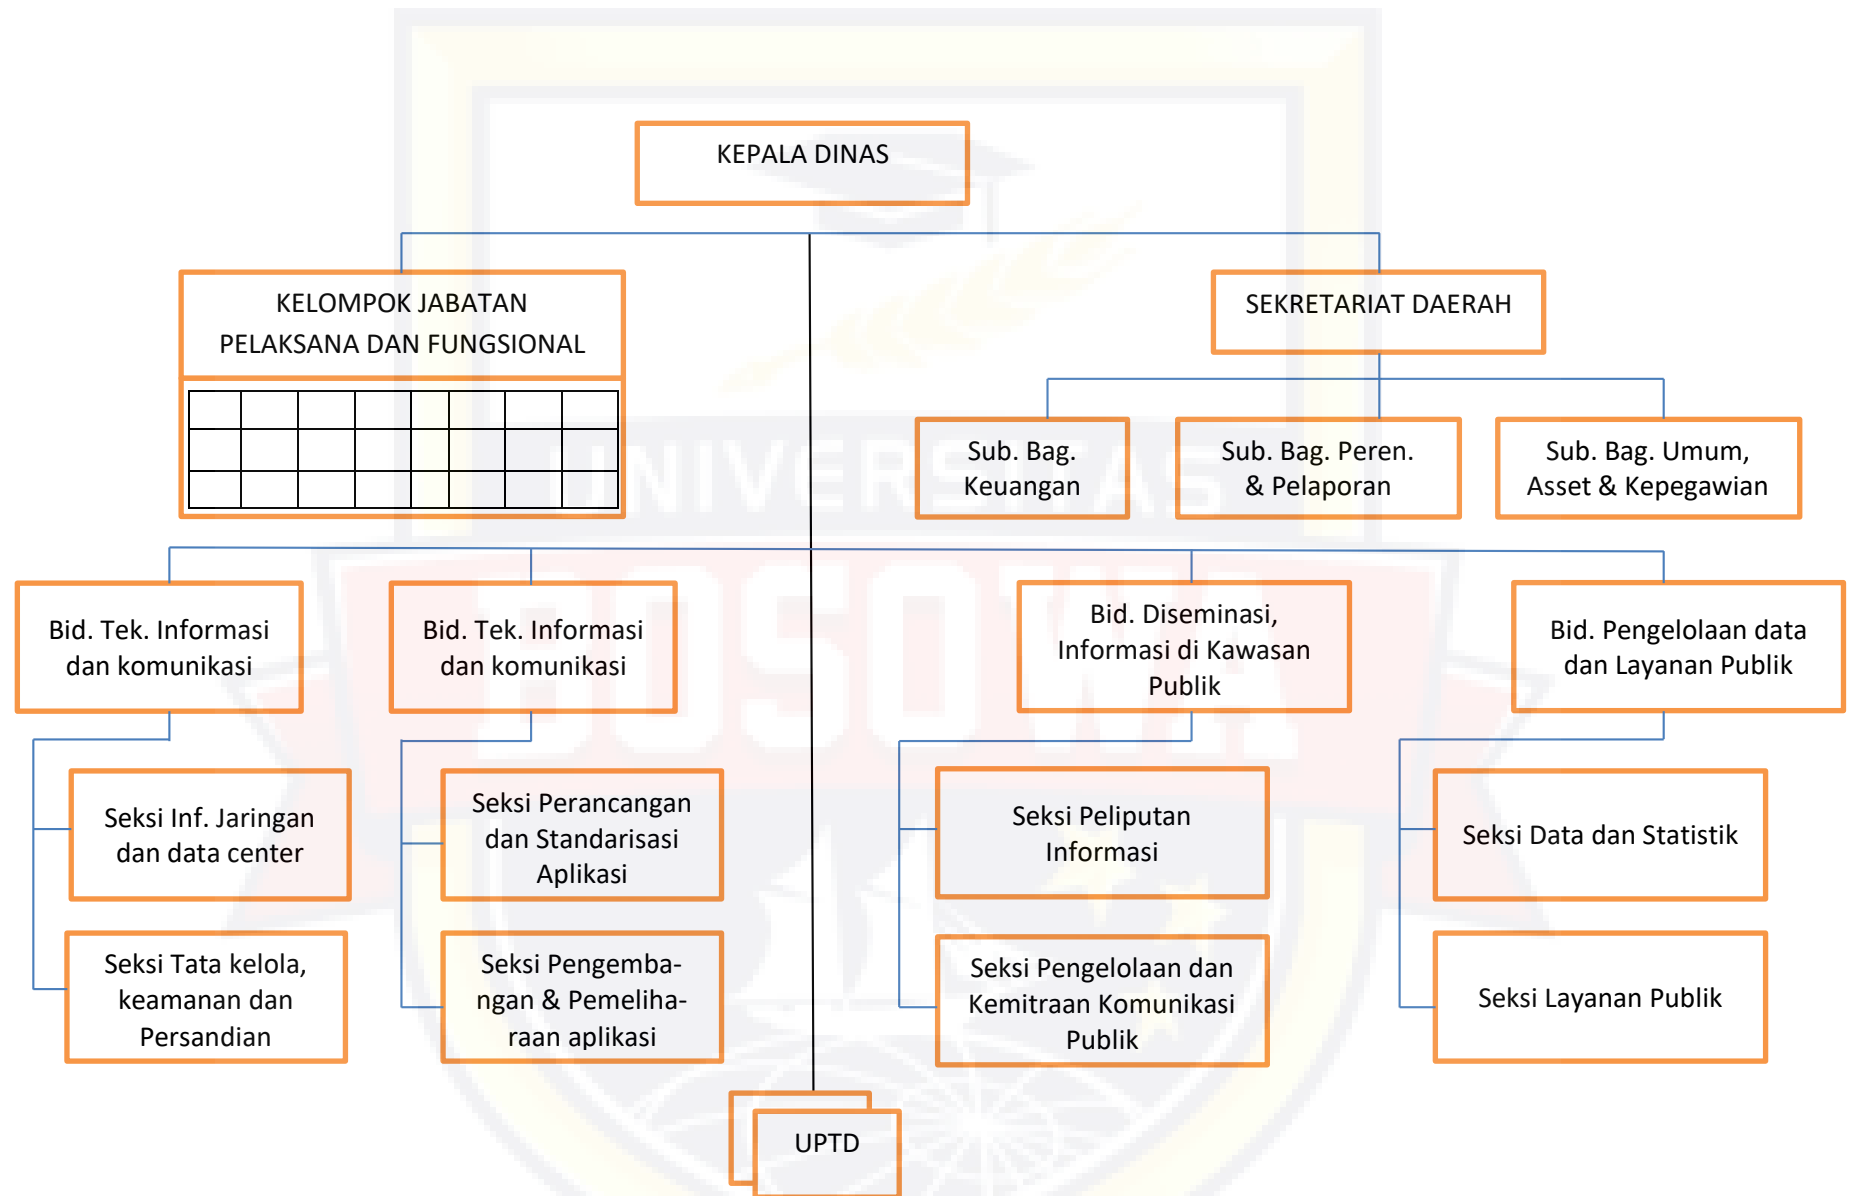 KEPALA DINAS
KELOMPOK JABATAN
PELAKSANA DAN FUNGSIONAL
SEKRETARIAT DAERAH
Sub. Bag.
Keuangan
Sub. Bag. Peren.
& Pelaporan
Sub. Bag. Umum,
Asset & Kepegawian
UNIVERSITAS
BOSOWA
Bid. Tek. Informasi
dan komunikasi
Bid. Tek. Informasi
dan komunikasi
Bid. Diseminasi,
Informasi di Kawasan
Publik
Bid. Pengelolaan data
dan Layanan Publik
Seksi Inf. Jaringan
dan data center
Seksi Perancangan
dan Standarisasi
Aplikasi
Seksi Peliputan
Informasi
Seksi Data dan Statistik
Seksi Tata kelola,
keamanan dan
Persandian
Seksi Pengemba-
ngan & Pemeliha-
raan aplikasi
Seksi Pengelolaan dan
Kemitraan Komunikasi
Publik
Seksi Layanan Publik
UPTD